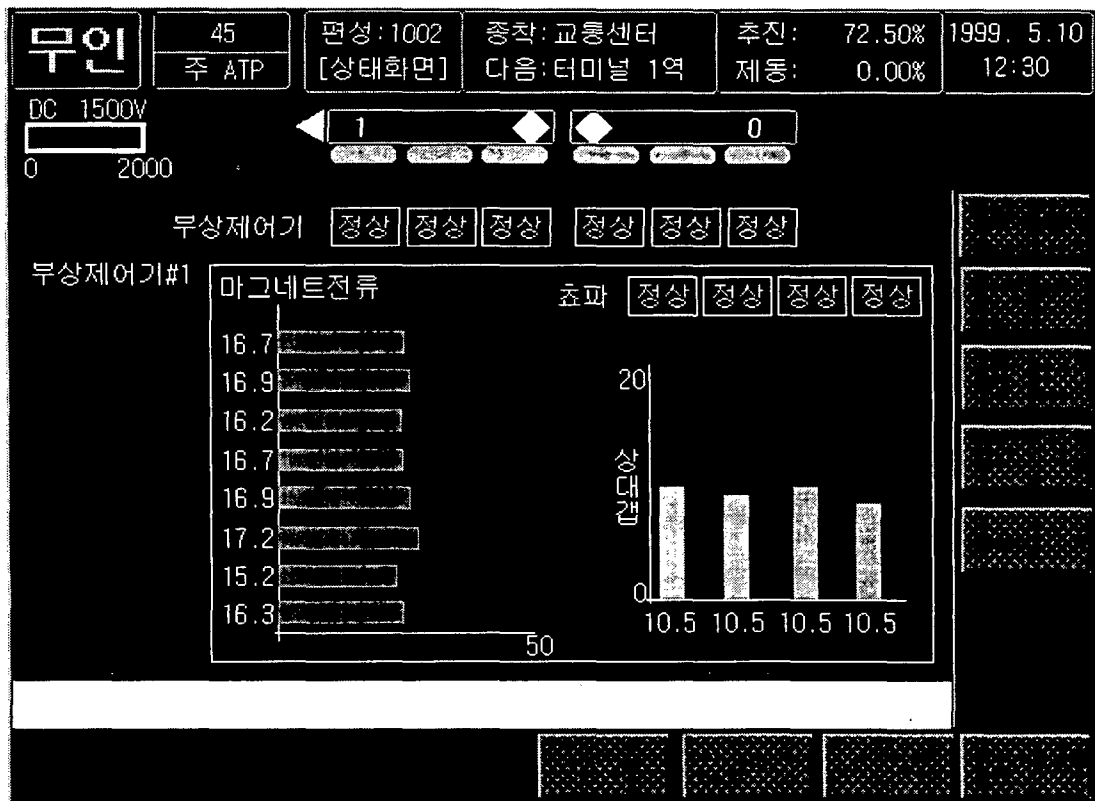 무인
45
주 ATP
편성:1002
[상태화면]
종착:교통센터
다음:터미널 1역
추진: 72.50%
제동: 0.00%
1999. 5.10
12:30
DC 1500V
0 2000
1 0
부상제어기 정상 정상 정상 정상 정상 정상
부상제어기#1
마그네트전류
16.7
16.9
16.2
16.7
16.9
17.2
15.2
16.3
50
쵸파 정상 정상 정상 정상
20
상대갭
0
10.5 10.5 10.5 10.5